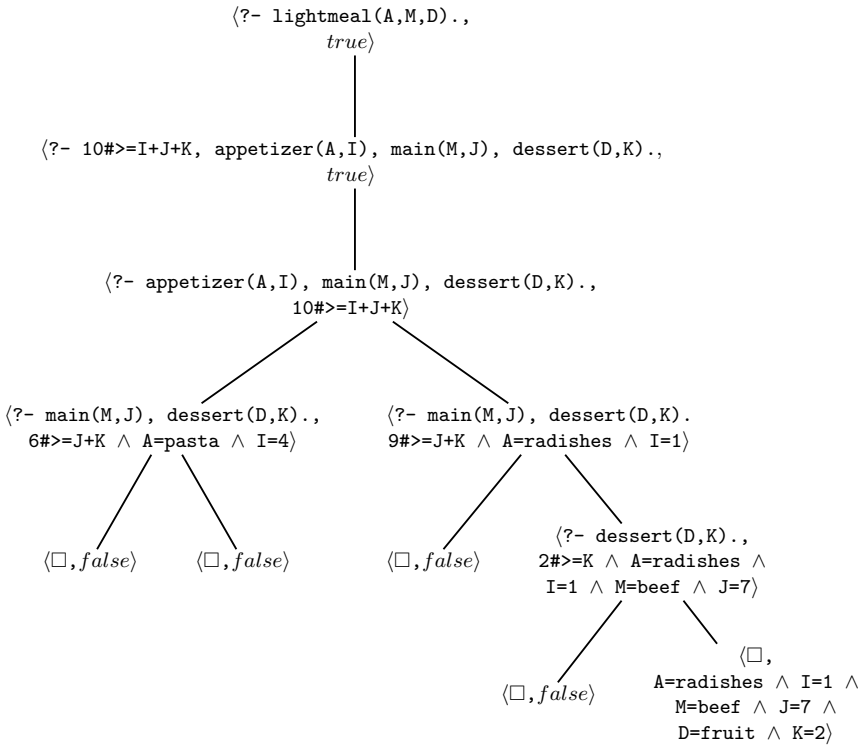 ⟨?- lightmeal(A,M,D).,
true⟩
⟨?- 10#>=I+J+K, appetizer(A,I), main(M,J), dessert(D,K).,
true⟩
⟨?- appetizer(A,I), main(M,J), dessert(D,K).,
10#>=I+J+K⟩
⟨?- main(M,J), dessert(D,K).,
6#>=J+K ∧ A=pasta ∧ I=4⟩
⟨?- main(M,J), dessert(D,K).
9#>=J+K ∧ A=radishes ∧ I=1⟩
⟨□,false⟩
⟨□,false⟩
⟨□,false⟩
⟨?- dessert(D,K).,
2#>=K ∧ A=radishes ∧
I=1 ∧ M=beef ∧ J=7⟩
⟨□,false⟩
⟨□,
A=radishes ∧ I=1 ∧
M=beef ∧ J=7 ∧
D=fruit ∧ K=2⟩